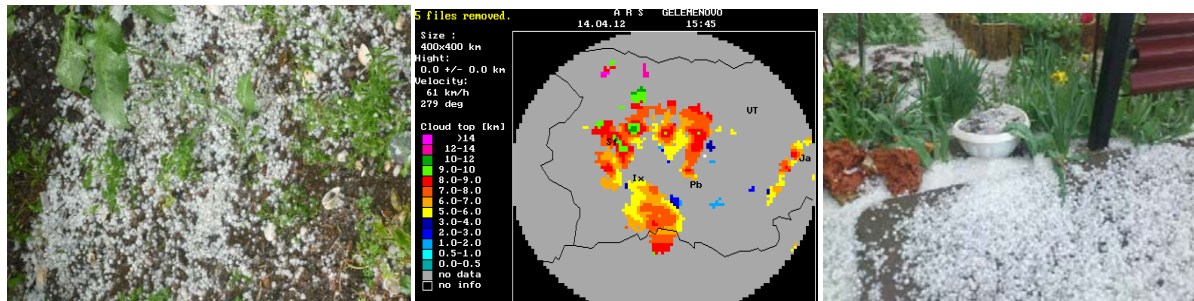 5 files removed.
A R S GELEMENOVO
14.04.12 15:45
Size :
400x400 km
Hight:
0.0 +/- 0.0 km
Velocity:
61 km/h
279 deg
Cloud top [km]
>14
12-14
10-12
9.0-10
8.0-9.0
7.0-8.0
6.0-7.0
5.0-6.0
3.0-4.0
2.0-3.0
1.0-2.0
0.5-1.0
0.0-0.5
no data
no info
VT
Ja
Ix
Pb